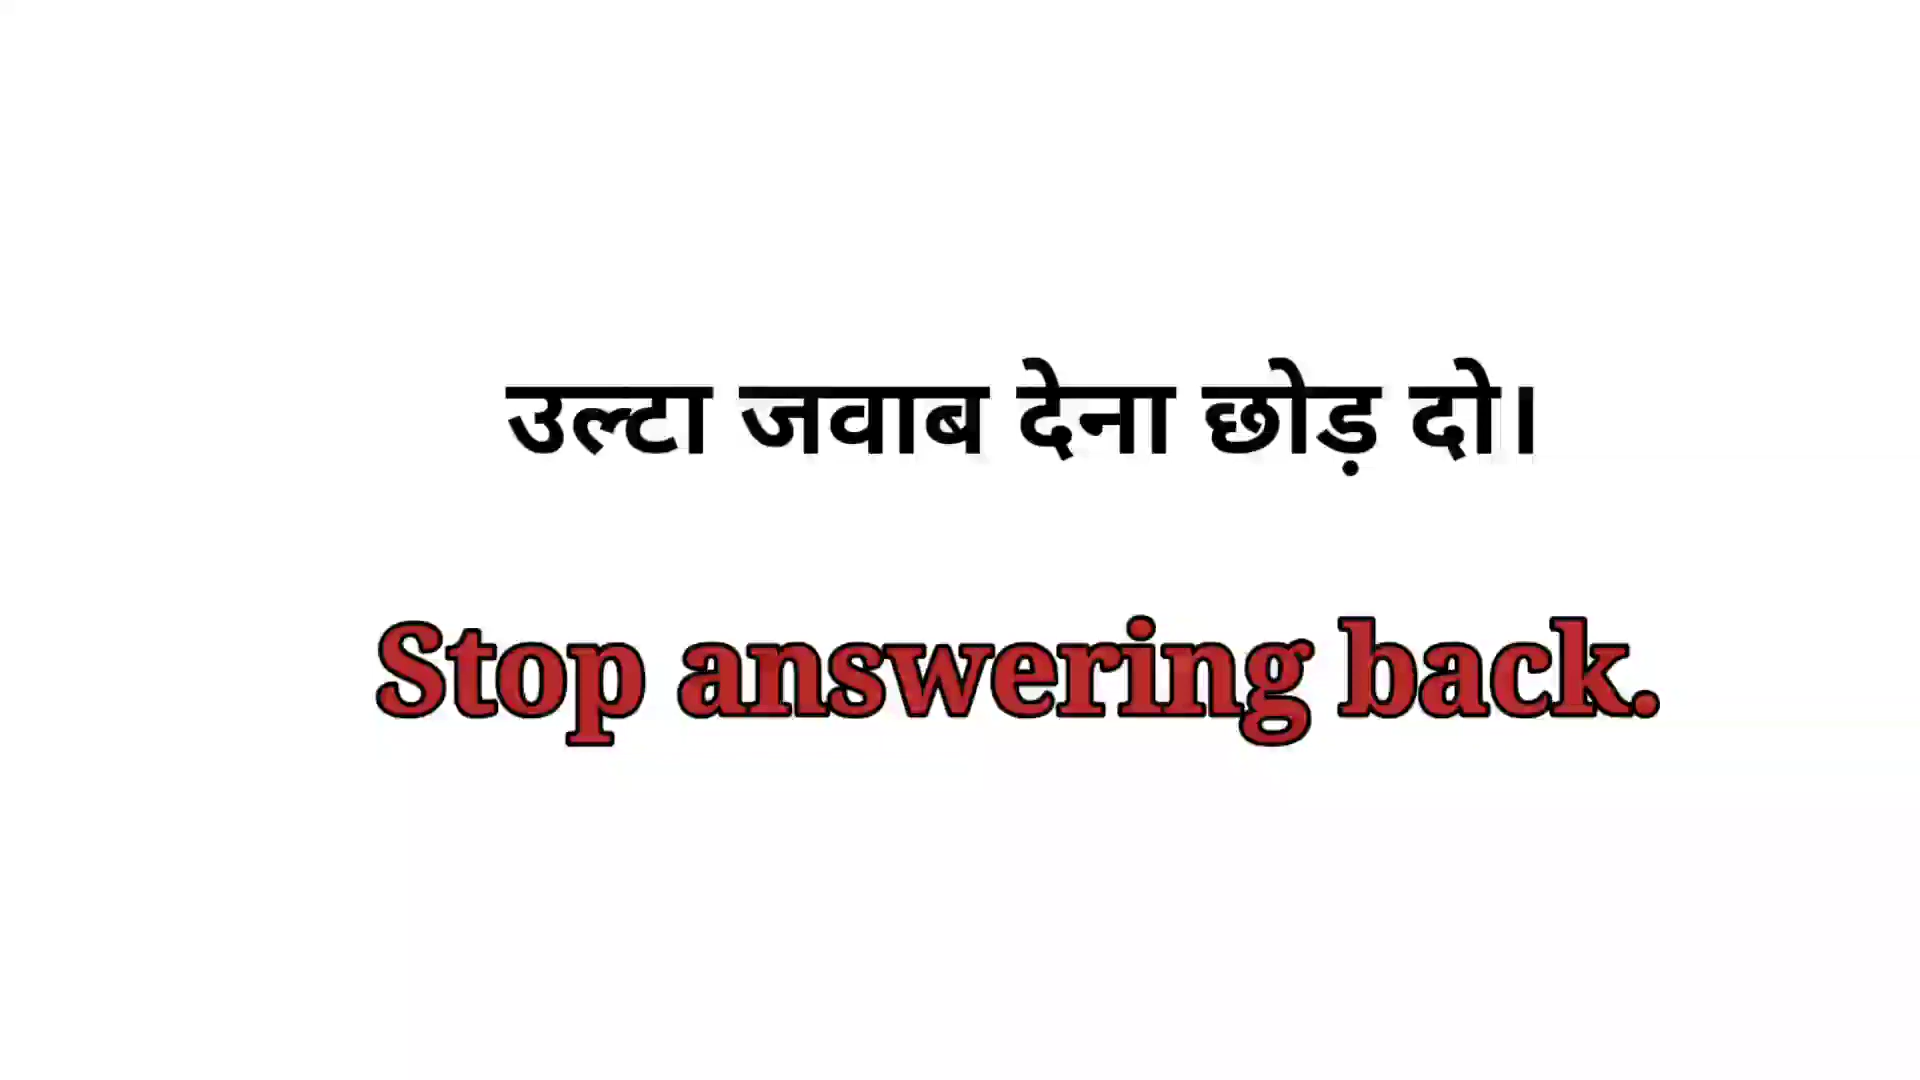 उल्टा जवाब देना छोड़ दो।
Stop answering back.